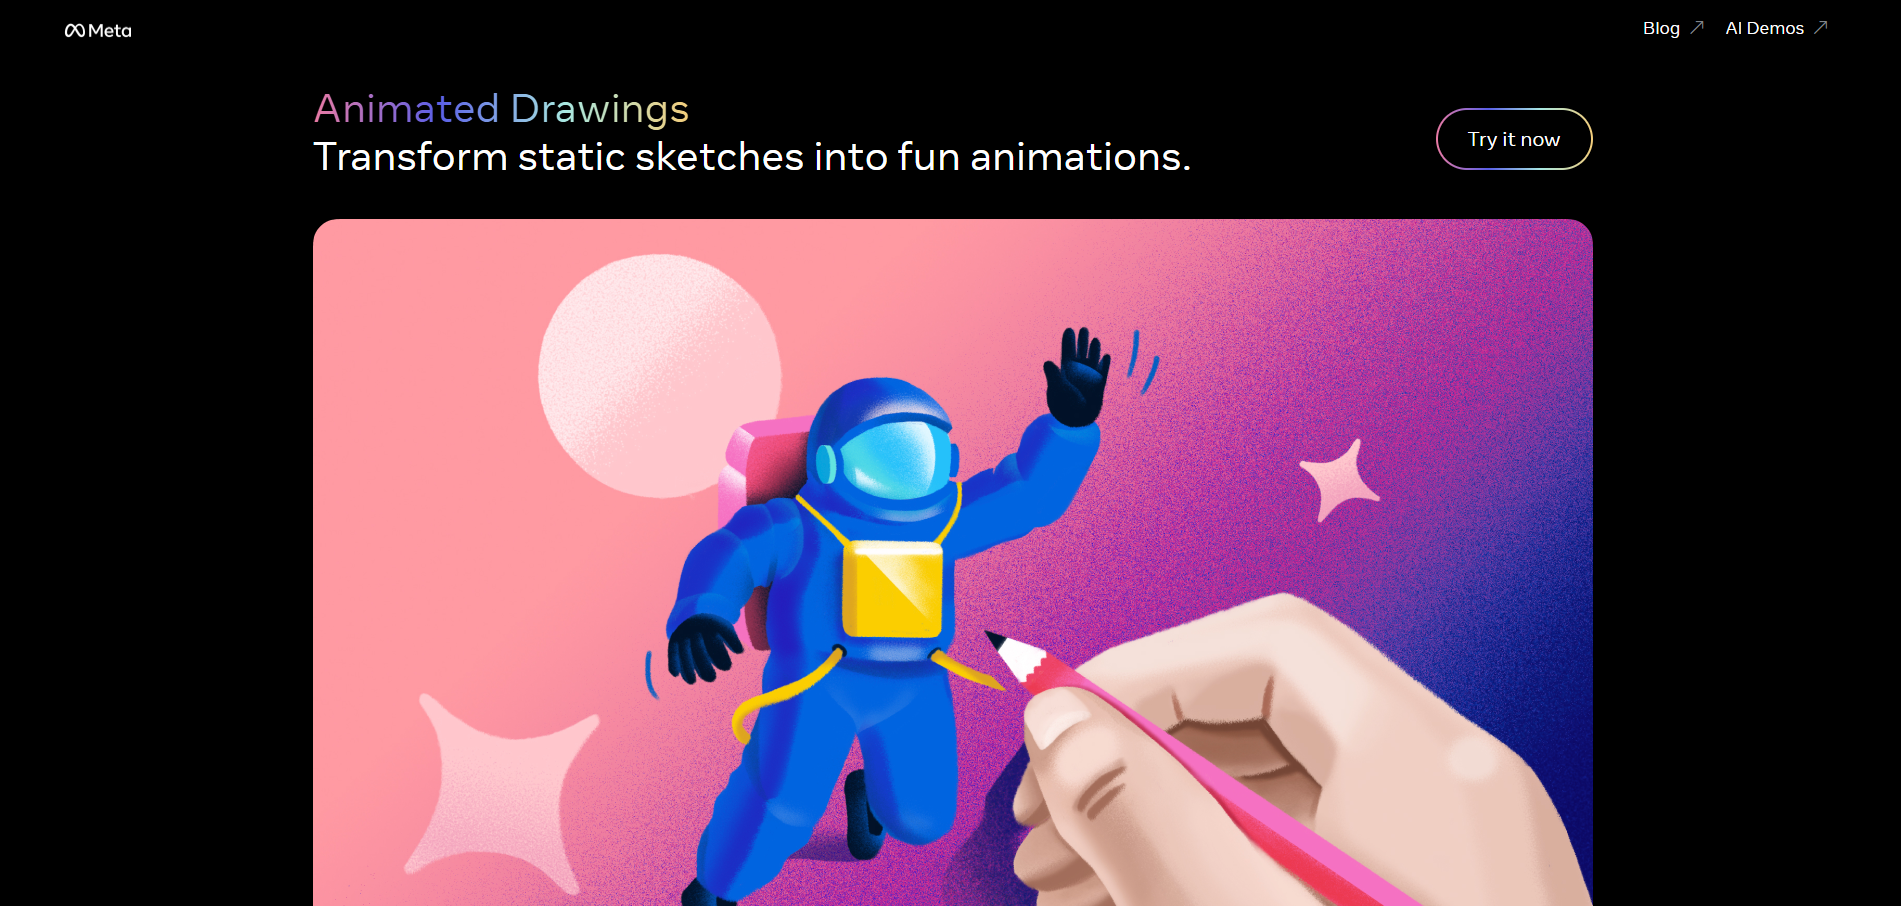 Meta
Blog
AI Demos
Animated Drawings
Transform static sketches into fun animations.
Try it now